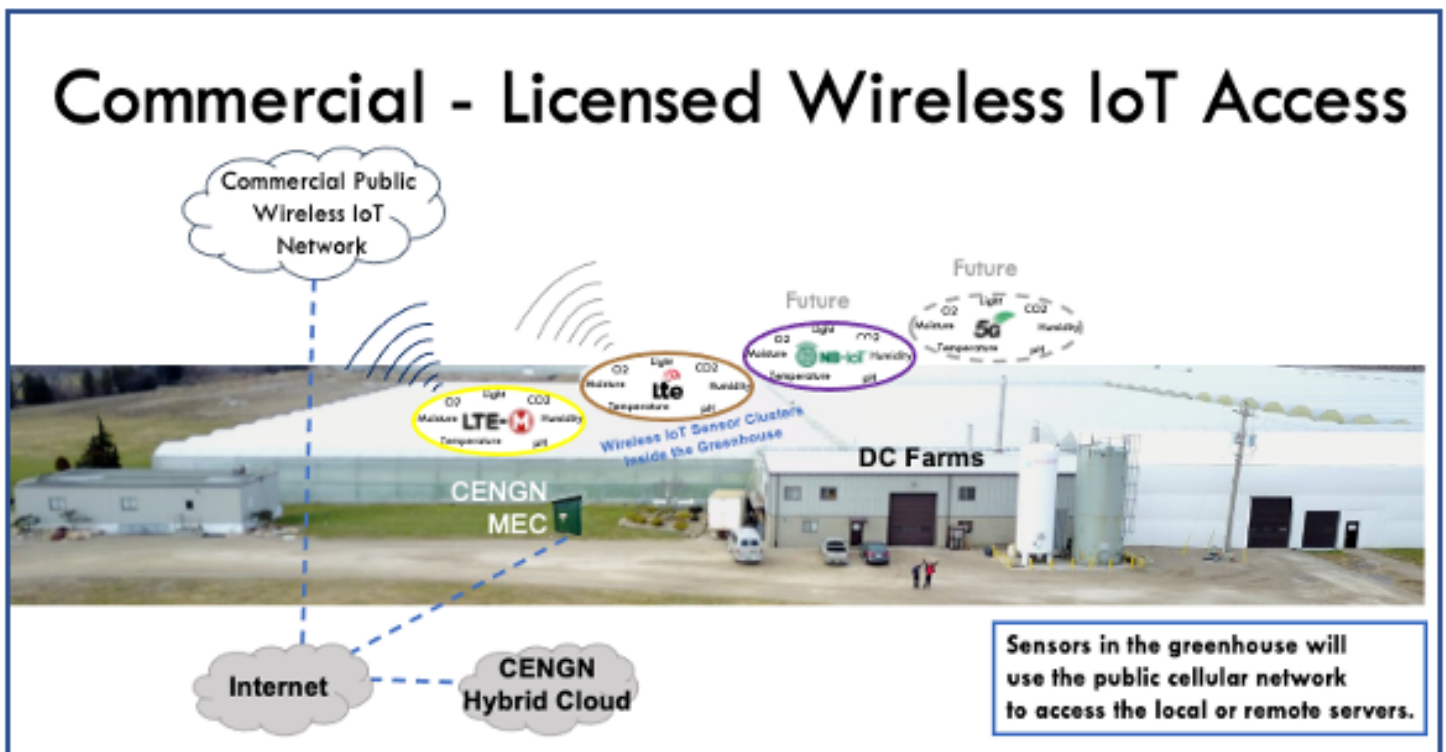 Commercial - Licensed Wireless IoT Access
Commercial Public
Wireless IoT
Network
Future
Future
Light
O2 CO2
Moisture 5G Humidity
Temperature pH
Light
O2 CO2
Moisture NB-IoT Humidity
Temperature pH
Light
O2 CO2
Moisture Lte Humidity
Temperature pH
Light
O2 CO2
Moisture LTE-M Humidity
Temperature pH
Wireless IoT Sensor Clusters
Inside the Greenhouse
DC Farms
CENGN
MEC
Internet
CENGN
Hybrid Cloud
Sensors in the greenhouse will
use the public cellular network
to access the local or remote servers.